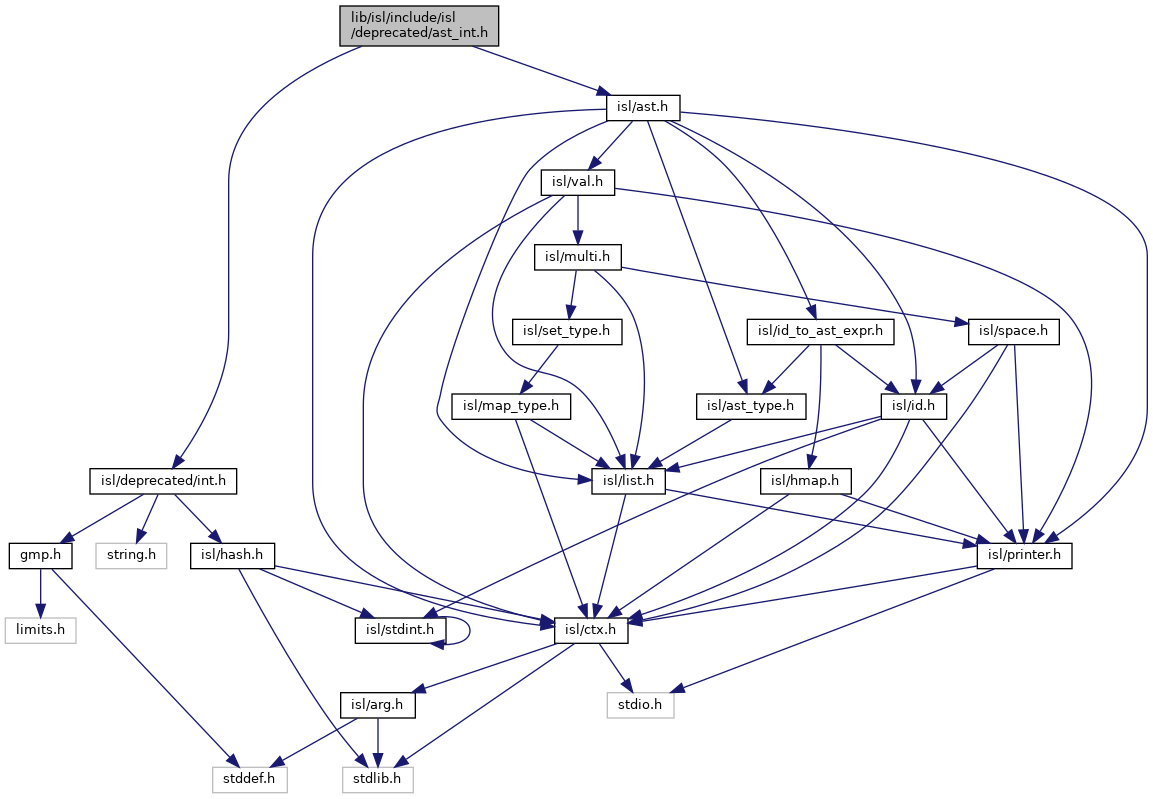 lib/isl/include/isl
/deprecated/ast_int.h
isl/ast.h
isl/val.h
isl/multi.h
isl/set_type.h
isl/id_to_ast_expr.h
isl/space.h
isl/map_type.h
isl/ast_type.h
isl/id.h
isl/deprecated/int.h
isl/list.h
isl/hmap.h
gmp.h
string.h
isl/hash.h
isl/printer.h
limits.h
isl/stdint.h
isl/ctx.h
isl/arg.h
stdio.h
stddef.h
stdlib.h